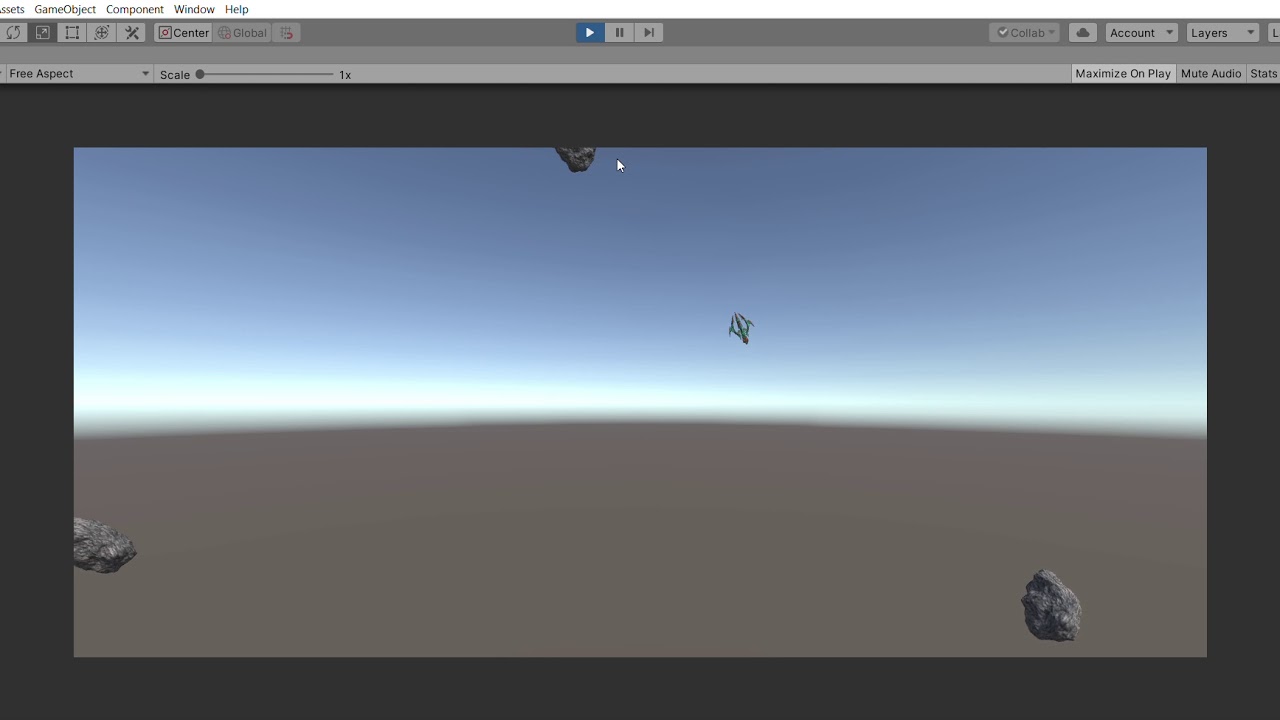 ssets GameObject Component Window Help
Center Global Collab Account Layers L
Free Aspect Scale 1x Maximize On Play Mute Audio Stats